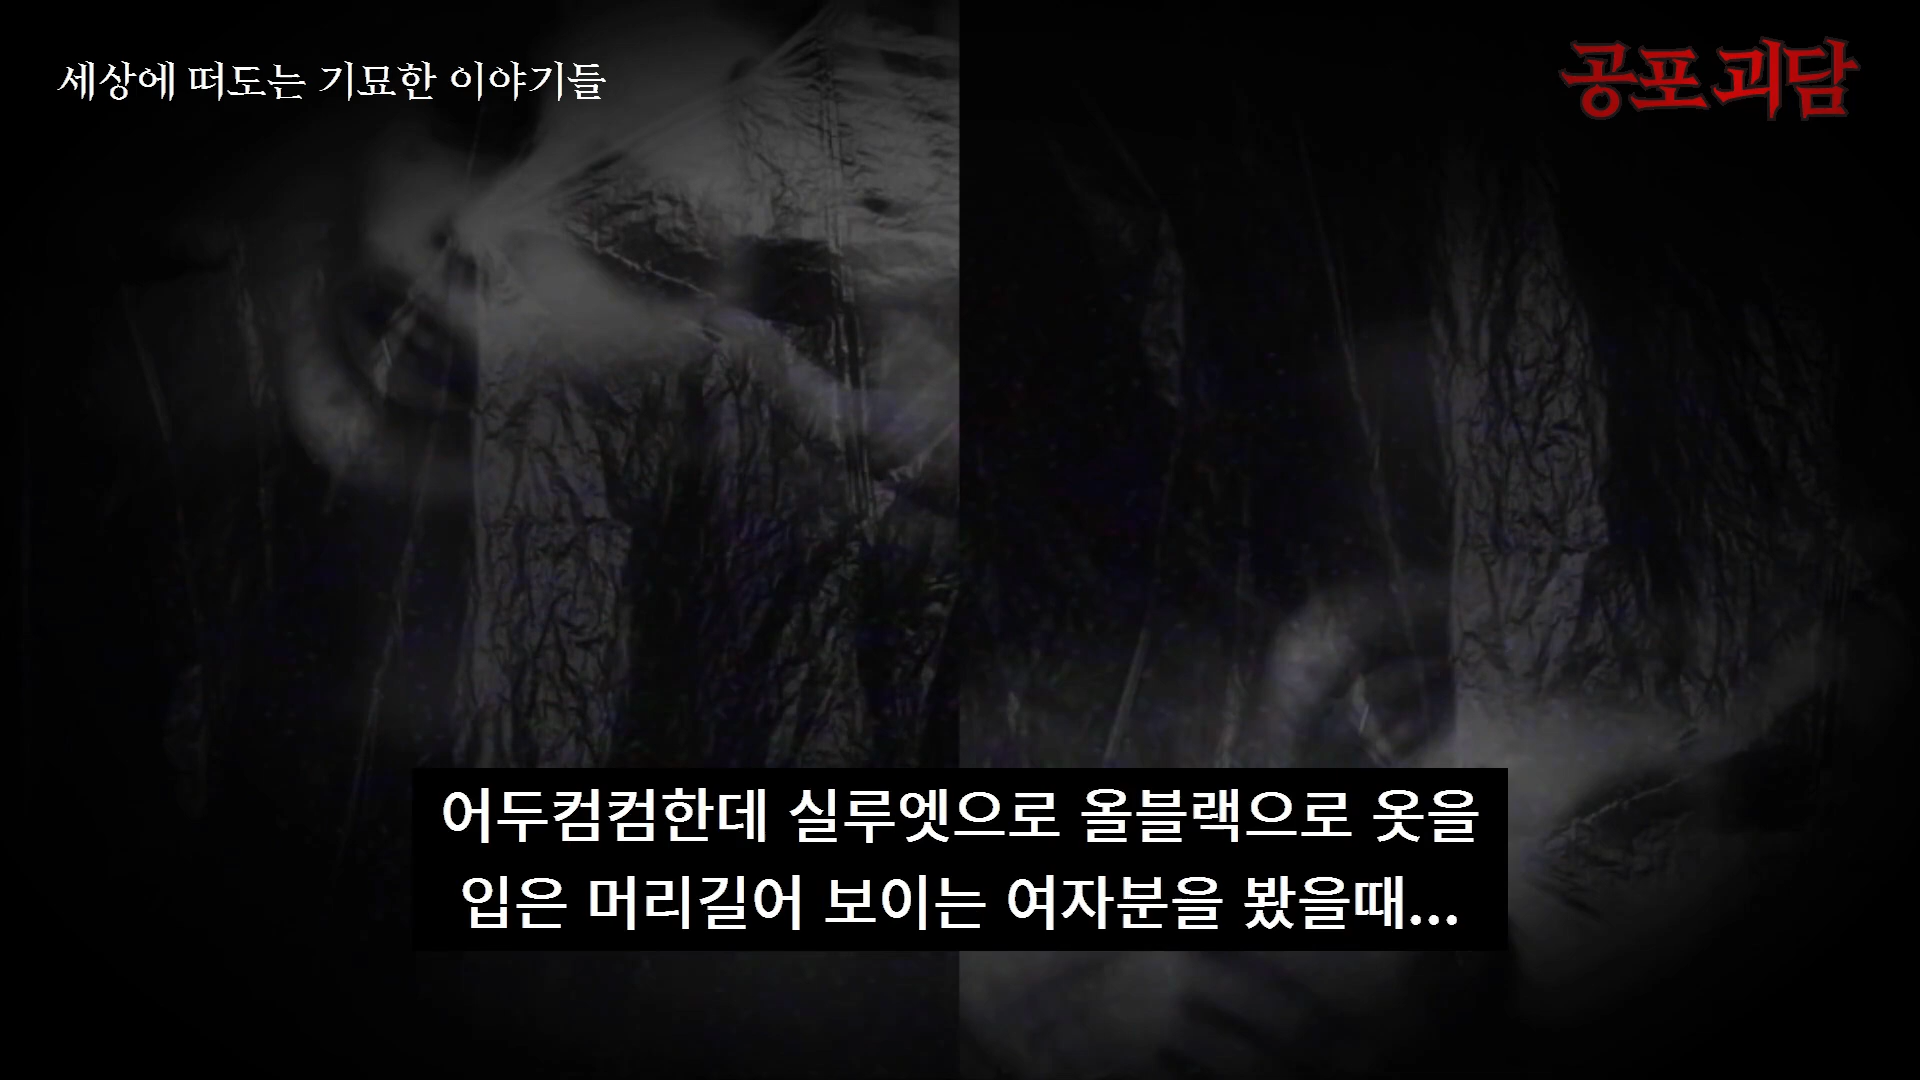 세상에 떠도는 기묘한 이야기들
공포 괴담
어두컴컴한데 실루엣으로 올블랙으로 옷을
입은 머리길어 보이는 여자분을 봤을때...